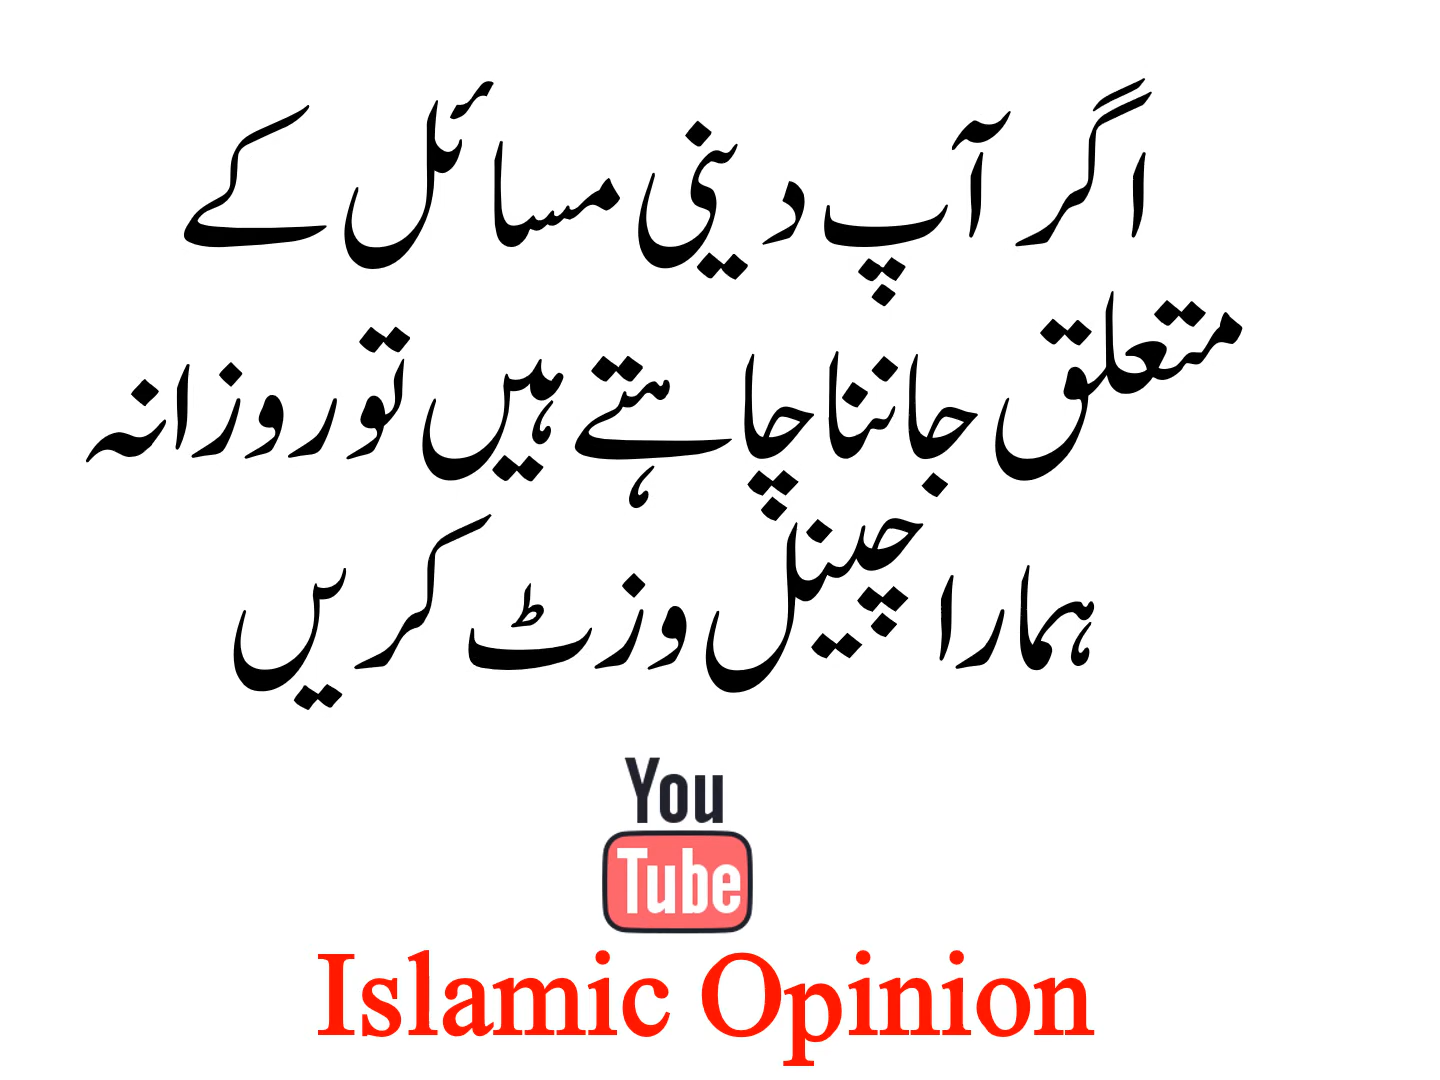 اگر آپ دینی مسائل کے
متعلق جاننا چاہتے ہیں تو روزانہ
ہمارا چینل وزٹ کریں
You
Tube
Islamic Opinion